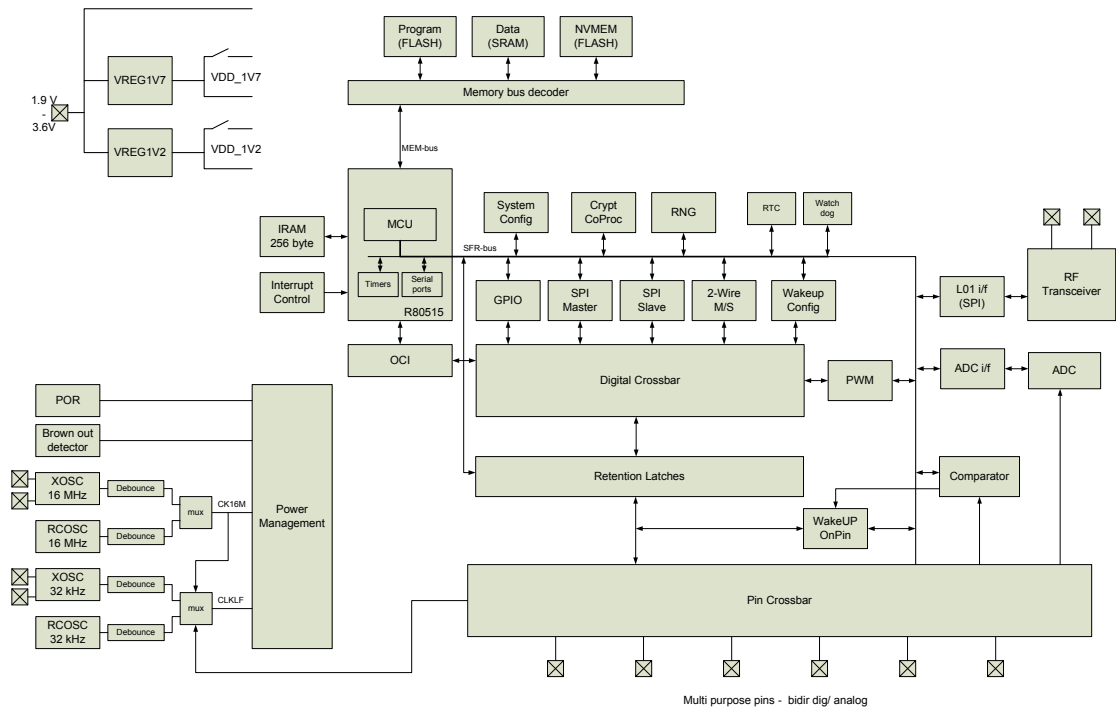 Program
(FLASH)
Data
(SRAM)
NVMEM
(FLASH)
VREG1V7
VDD_1V7
Memory bus decoder
1.9 V
-
3.6V
VREG1V2
VDD_1V2
MEM-bus
System
Config
Crypt
CoProc
RNG
RTC
Watch
dog
IRAM
256 byte
MCU
SFR-bus
Timers
Serial
ports
Interrupt
Control
R80515
GPIO
SPI
Master
SPI
Slave
2-Wire
M/S
Wakeup
Config
L01 i/f
(SPI)
RF
Transceiver
OCI
Digital Crossbar
PWM
ADC i/f
ADC
POR
Brown out
detector
XOSC
16 MHz
Debounce
mux
CK16M
RCOSC
16 MHz
Debounce
Power
Management
Retention Latches
Comparator
WakeUP
OnPin
XOSC
32 kHz
Debounce
mux
CLKLF
RCOSC
32 kHz
Debounce
Pin Crossbar
Multi purpose pins - bidir dig/ analog